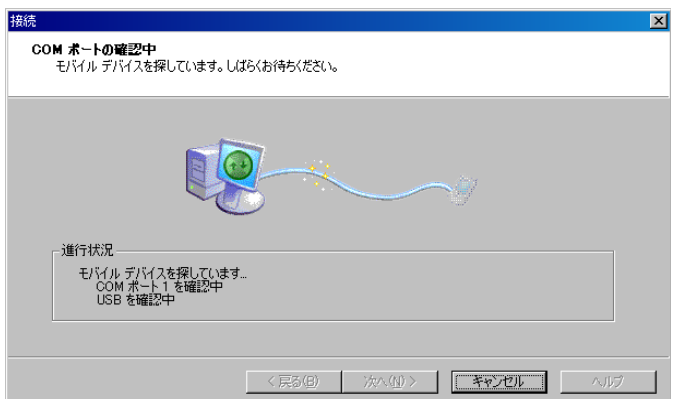 接続
COM ポートの確認中
モバイル デバイスを探しています。しばらくお待ちください。
進行状況
モバイル デバイスを探しています...
COM ポート 1 を確認中
USB を確認中
< 戻る(B)
次へ(N) >
キャンセル
ヘルプ